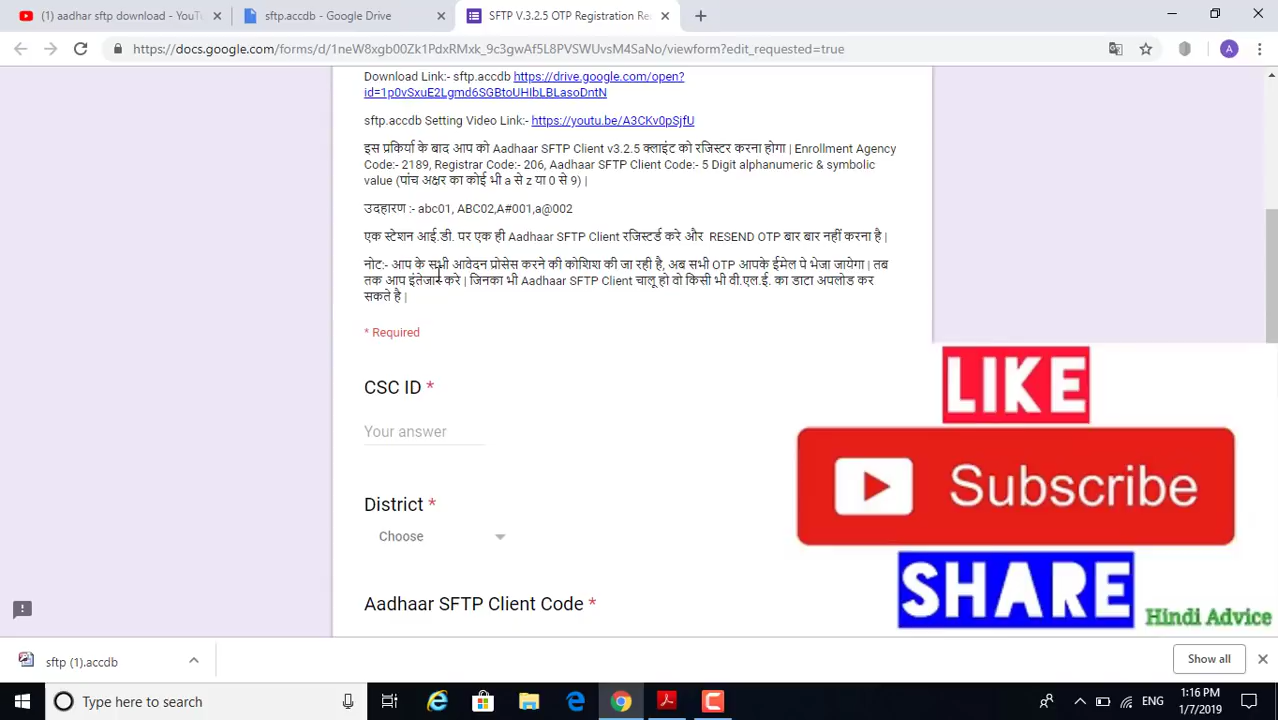 (1) aadhar sftp download - YouTu
sftp.accdb - Google Drive
SFTP V.3.2.5 OTP Registration Re
https://docs.google.com/forms/d/1neW8xgb00Zk1PdxRMxk_9c3gwAf5L8PVSWUvsM4SaNo/viewform?edit_requested=true
A
Download Link:- sftp.accdb https://drive.google.com/open?
id=1p0vSxuE2Lgmd6SGBtoUHIbLBLasoDntN
sftp.accdb Setting Video Link:- https://youtu.be/A3CKv0pSjfU
इस प्रकिर्या के बाद आप को Aadhaar SFTP Client v3.2.5 क्लाइंट को रजिस्टर करना होगा | Enrollment Agency
Code:- 2189, Registrar Code:- 206, Aadhaar SFTP Client Code:- 5 Digit alphanumeric & symbolic
value (पांच अक्षर का कोई भी a से z या 0 से 9) |
उदहारण :- abc01, ABC02,A#001,a@002
एक स्टेशन आई.डी. पर एक ही Aadhaar SFTP Client रजिस्टर्ड करे और RESEND OTP बार बार नहीं करना है |
नोट:- आप के सभी आवेदन प्रोसेस करने की कोशिश की जा रही है, अब सभी OTP आपके ईमेल पे भेजा जायेगा | तब
तक आप इंतेजार करे | जिनका भी Aadhaar SFTP Client चालू हो वो किसी भी वी.एल.ई. का डाटा अपलोड कर
सकते है |
* Required
CSC ID *
Your answer
District *
Choose
Aadhaar SFTP Client Code *
LIKE
Subscribe
SHARE
Hindi Advice
sftp (1).accdb
Show all
Type here to search
ENG
1:16 PM
1/7/2019